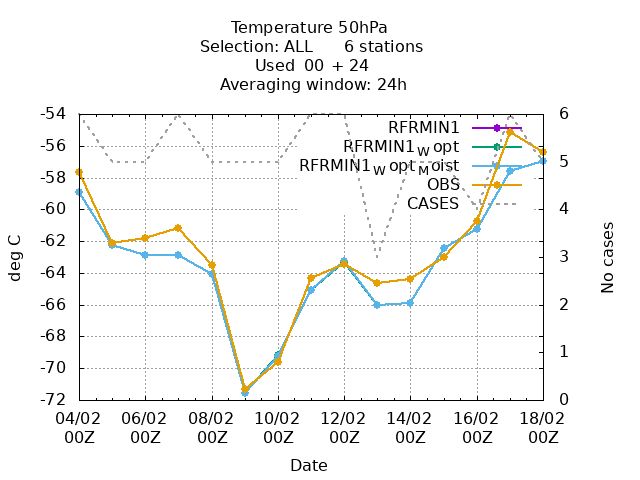 Temperature 50hPa
Selection: ALL 6 stations
Used 00 + 24
Averaging window: 24h
RFRMIN1
RFRMIN1W opt
RFRMIN1W optM oist
OBS
CASES
-54
-56
-58
-60
-62
-64
-66
-68
-70
-72
deg C
6
5
4
3
2
1
0
No cases
04/02 06/02 08/02 10/02 12/02 14/02 16/02 18/02
00Z 00Z 00Z 00Z 00Z 00Z 00Z 00Z
Date